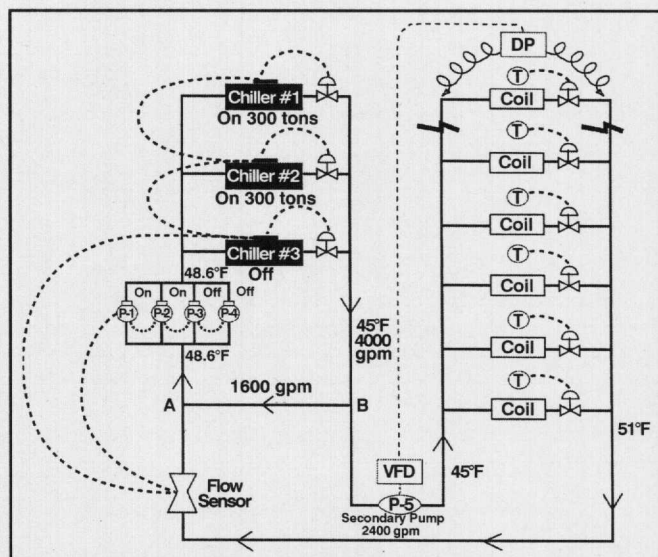 DP
T
Coil
Chiller #1
On 300 tons
T
Coil
Chiller #2
On 300 tons
T
Coil
Chiller #3
Off
48.6°F
T
Coil
On On Off Off
P-1 P-2 P-3 P-4
48.6°F
45°F
4000
gpm
T
Coil
1600 gpm
A
B
T
Coil
51°F
Flow
Sensor
VFD
45°F
P-5
Secondary Pump
2400 gpm